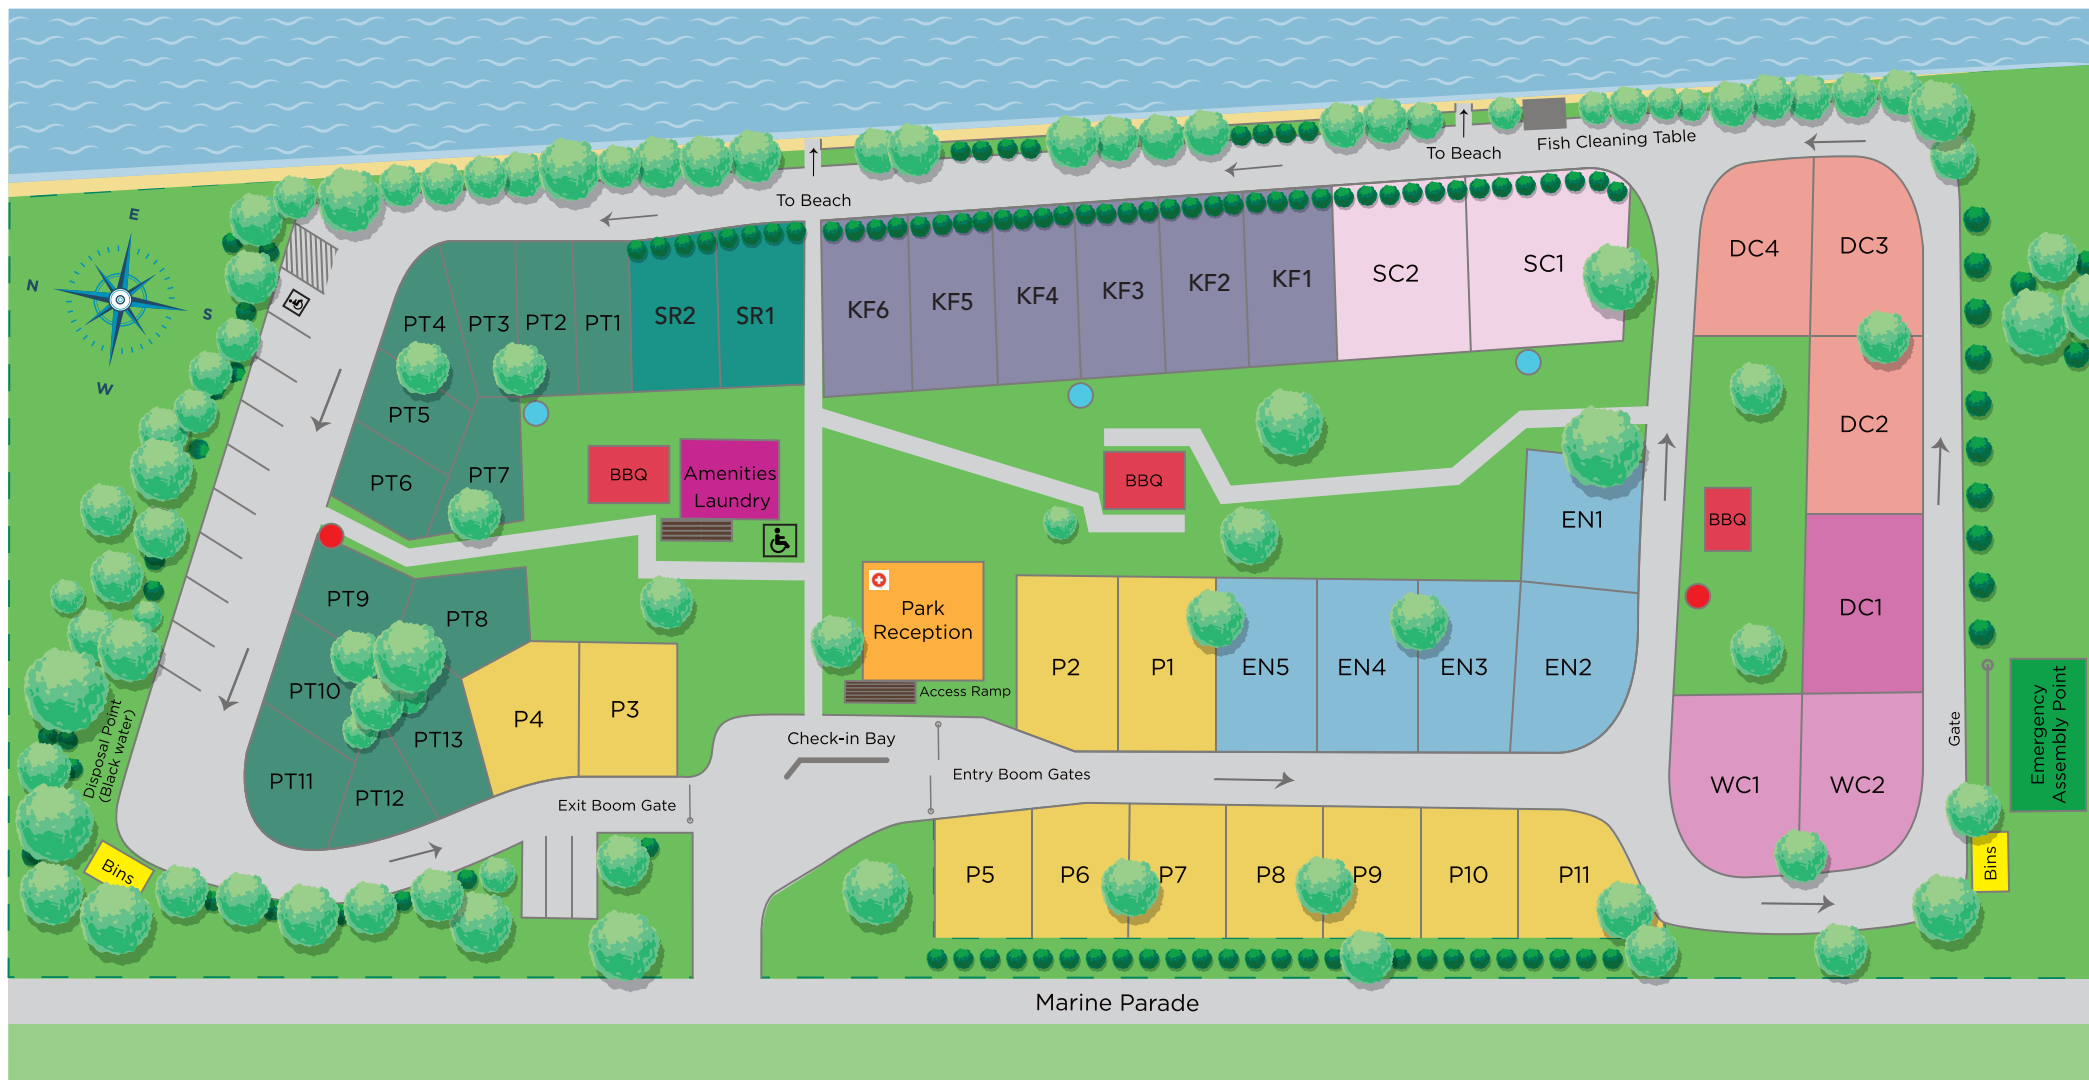 To Beach
Fish Cleaning Table
To Beach
E
N
S
W
DC4
DC3
SC2
SC1
KF6
KF5
KF4
KF3
KF2
KF1
PT4
PT3
PT2
PT1
SR2
SR1
PT5
PT6
PT7
BBQ
Amenities
Laundry
BBQ
DC2
EN1
BBQ
PT9
PT8
Park
Reception
DC1
P2
P1
EN5
EN4
EN3
EN2
PT10
P4
P3
Access Ramp
Disposal Point
(Black water)
PT13
Check-in Bay
Gate
Emergency
Assembly Point
PT11
PT12
Exit Boom Gate
Entry Boom Gates
WC1
WC2
Bins
P5
P6
P7
P8
P9
P10
P11
Bins
Marine Parade